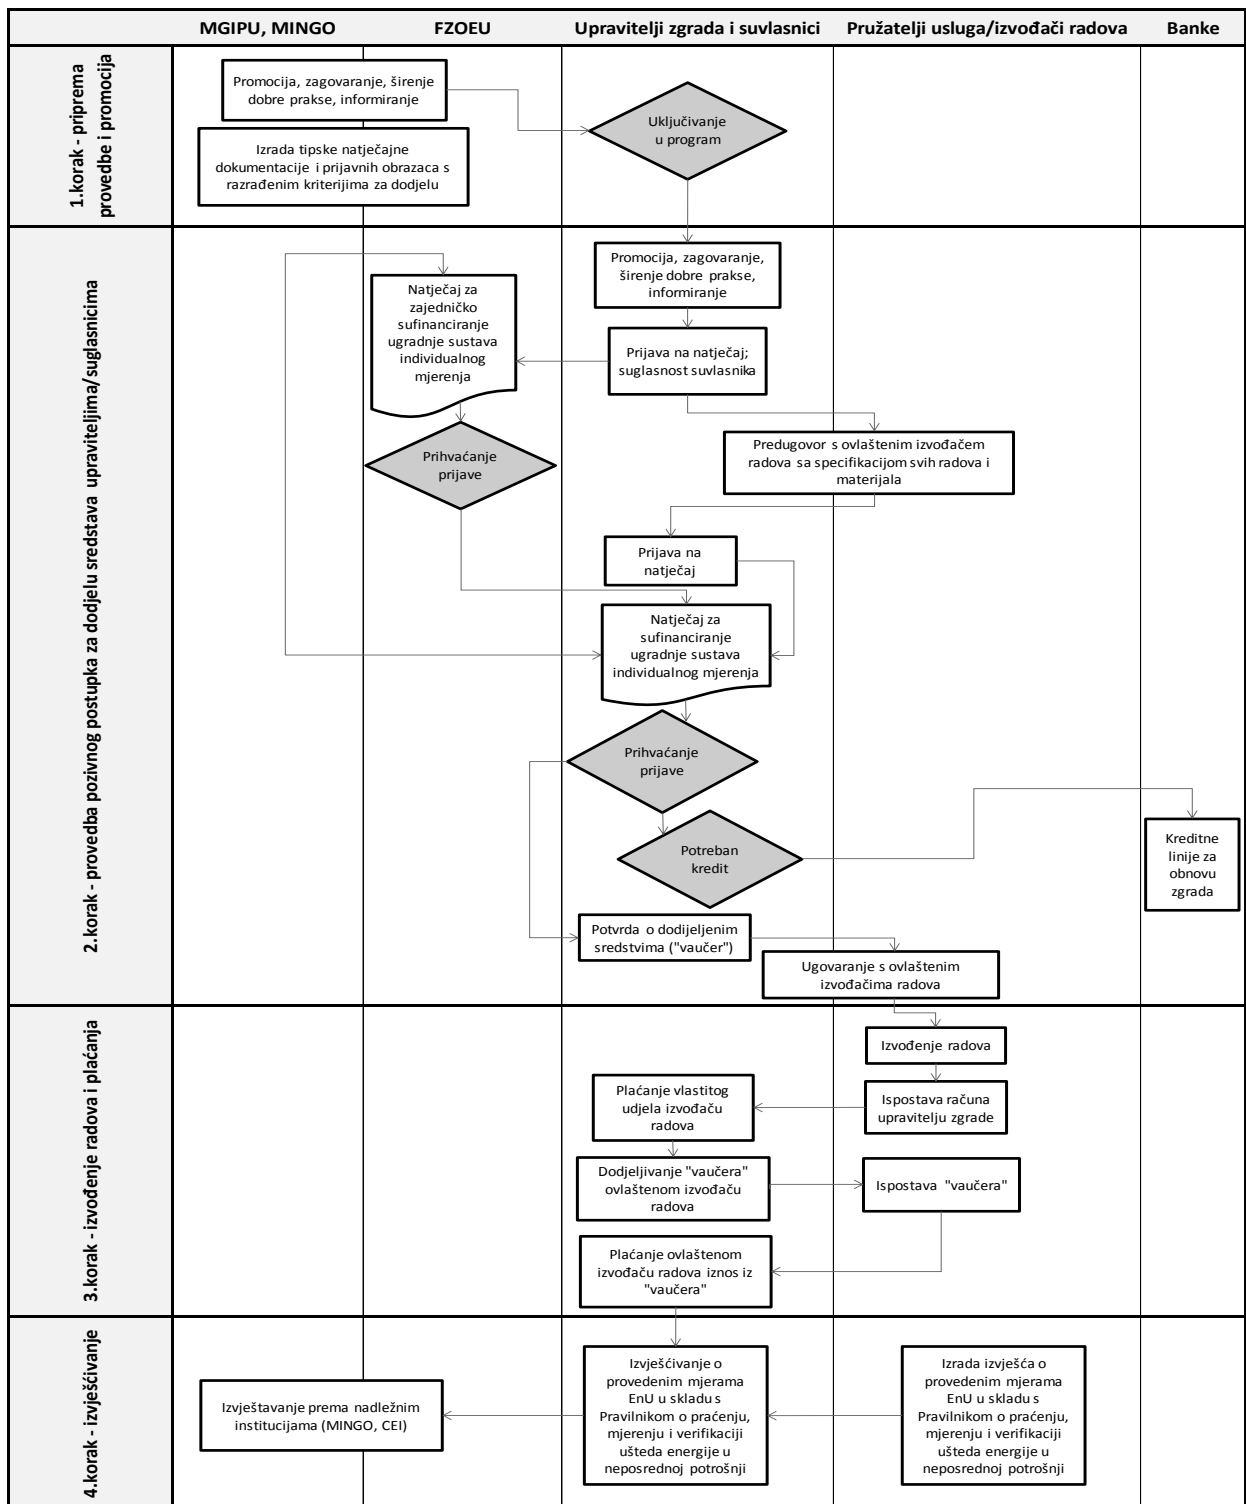 MGIPU, MINGO
FZOEU
Upravitelji zgrada i suvlasnici
Pružatelji usluga/izvođači radova
Banke
1.korak - priprema
provedbe i promocija
Promocija, zagovaranje, širenje
dobre prakse, informiranje
Uključivanje
u program
Izrada tipske natječajne
dokumentacije i prijavnih obrazaca s
razrađenim kriterijima za dodjelu
2.korak - provedba pozivnog postupka za dodjelu sredstava upraviteljima/suglasnicima
Promocija, zagovaranje,
širenje dobre prakse,
informiranje
Natječaj za
zajedničko
sufinanciranje
ugradnje sustava
individualnog
mjerenja
Prijava na natječaj;
suglasnost suvlasnika
Prihvaćanje
prijave
Predugovor s ovlaštenim izvođačem
radova sa specifikacijom svih radova i
materijala
Prijava na
natječaj
Natječaj za
sufinanciranje
ugradnje sustava
individualnog mjerenja
Prihvaćanje
prijave
Potreban
kredit
Kreditne
linije za
obnovu
zgrada
Potvrda o dodijeljenim
sredstvima ("vaučer")
Ugovaranje s ovlaštenim
izvođačima radova
3.korak - izvođenje radova i plaćanja
Izvođenje radova
Plaćanje vlastitog
udjela izvođaču
radova
Ispostava računa
upravitelju zgrade
Dodjeljivanje "vaučera"
ovlaštenom izvođaču
radova
Ispostava "vaučera"
Plaćanje ovlaštenom
izvođaču radova iznos iz
"vaučera"
4.korak - izvješćivanje
Izvještavanje prema nadležnim
institucijama (MINGO, CEI)
Izvješćivanje o
provedenim mjerama
EnU u skladu s
Pravilnikom o praćenju,
mjerenju i verifikaciji
ušteda energije u
neposrednoj potrošnji
Izrada izvješća o
provedenim mjerama
EnU u skladu s
Pravilnikom o praćenju,
mjerenju i verifikaciji
ušteda energije u
neposrednoj potrošnji